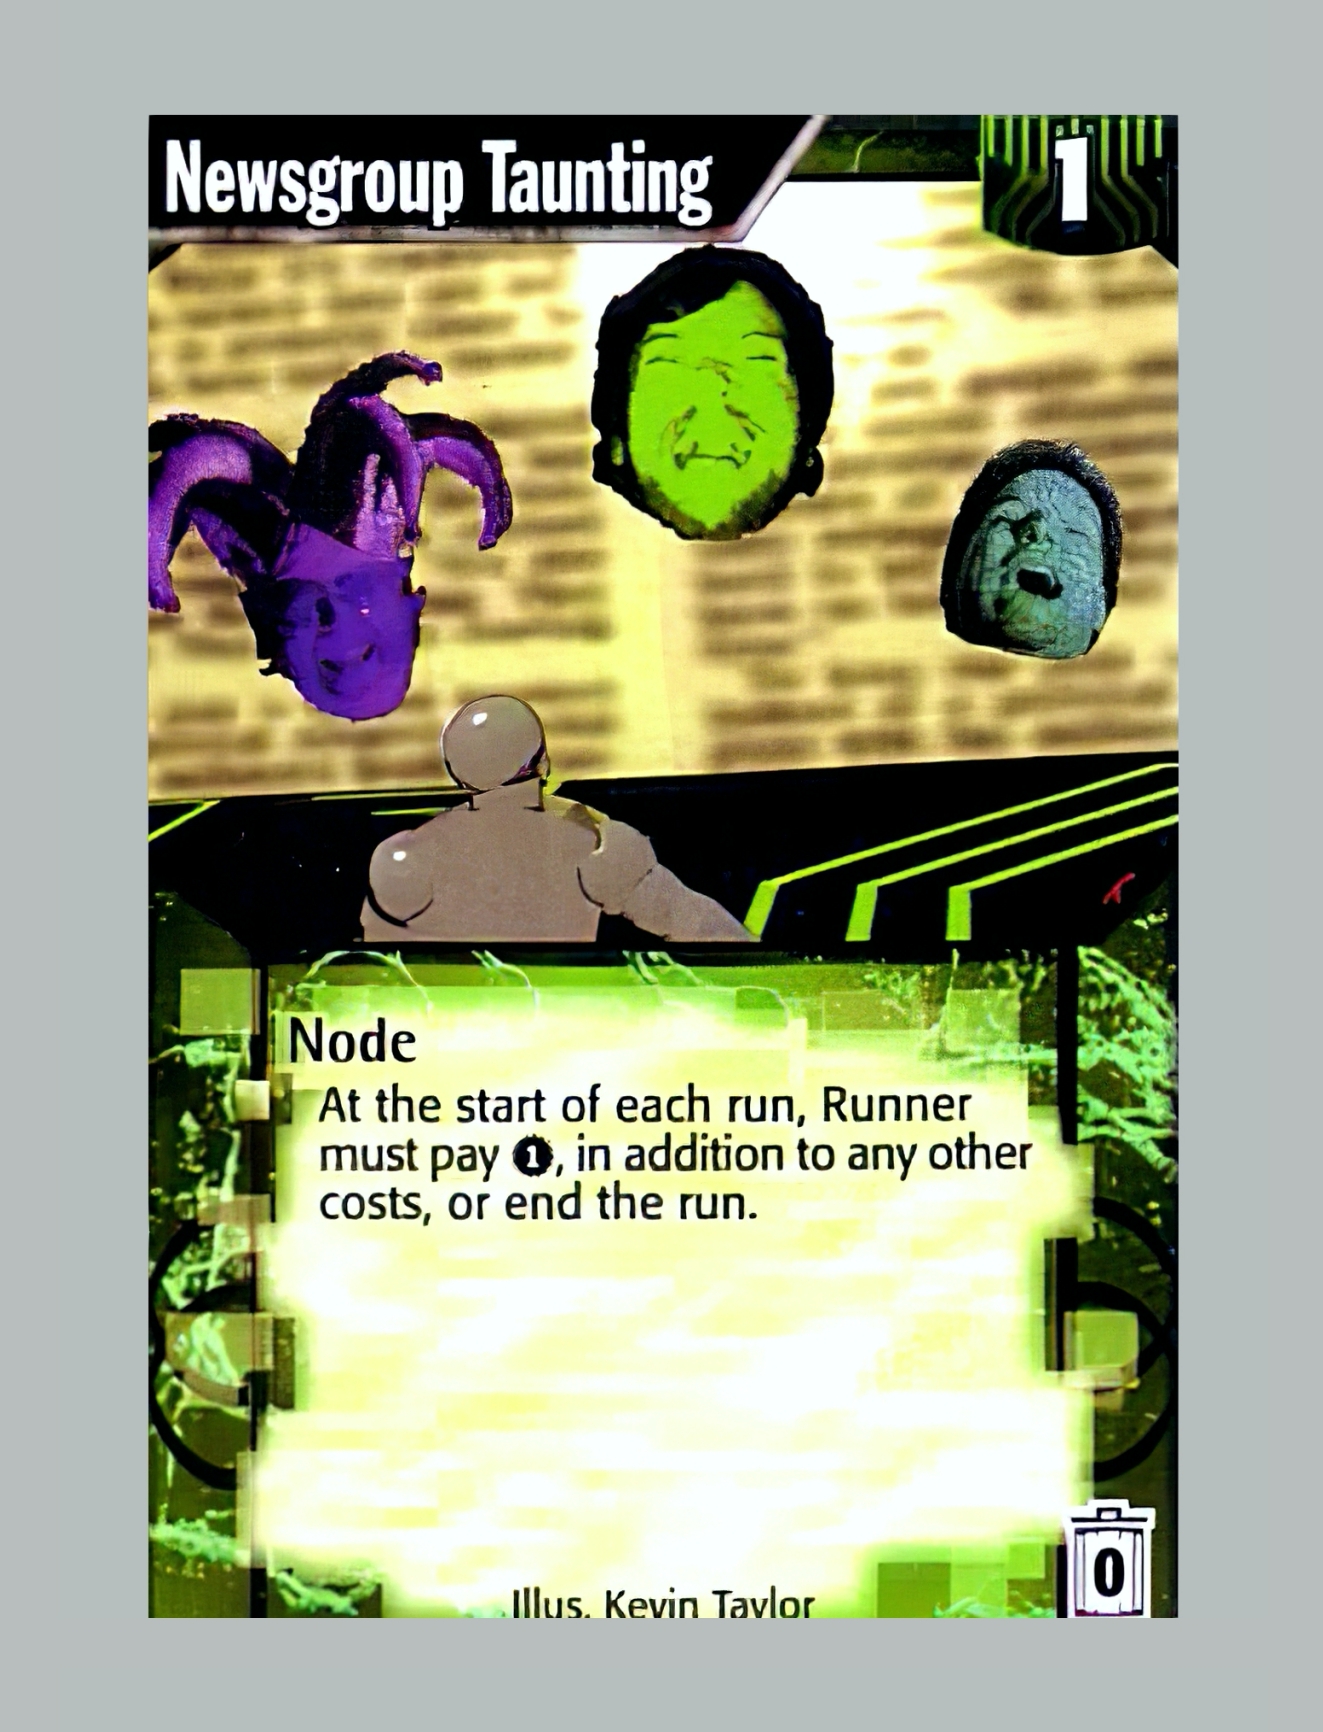 Newsgroup Taunting
1
Node
At the start of each run, Runner
must pay 1, in addition to any other
costs, or end the run.
0
Illus. Kevin Taylor